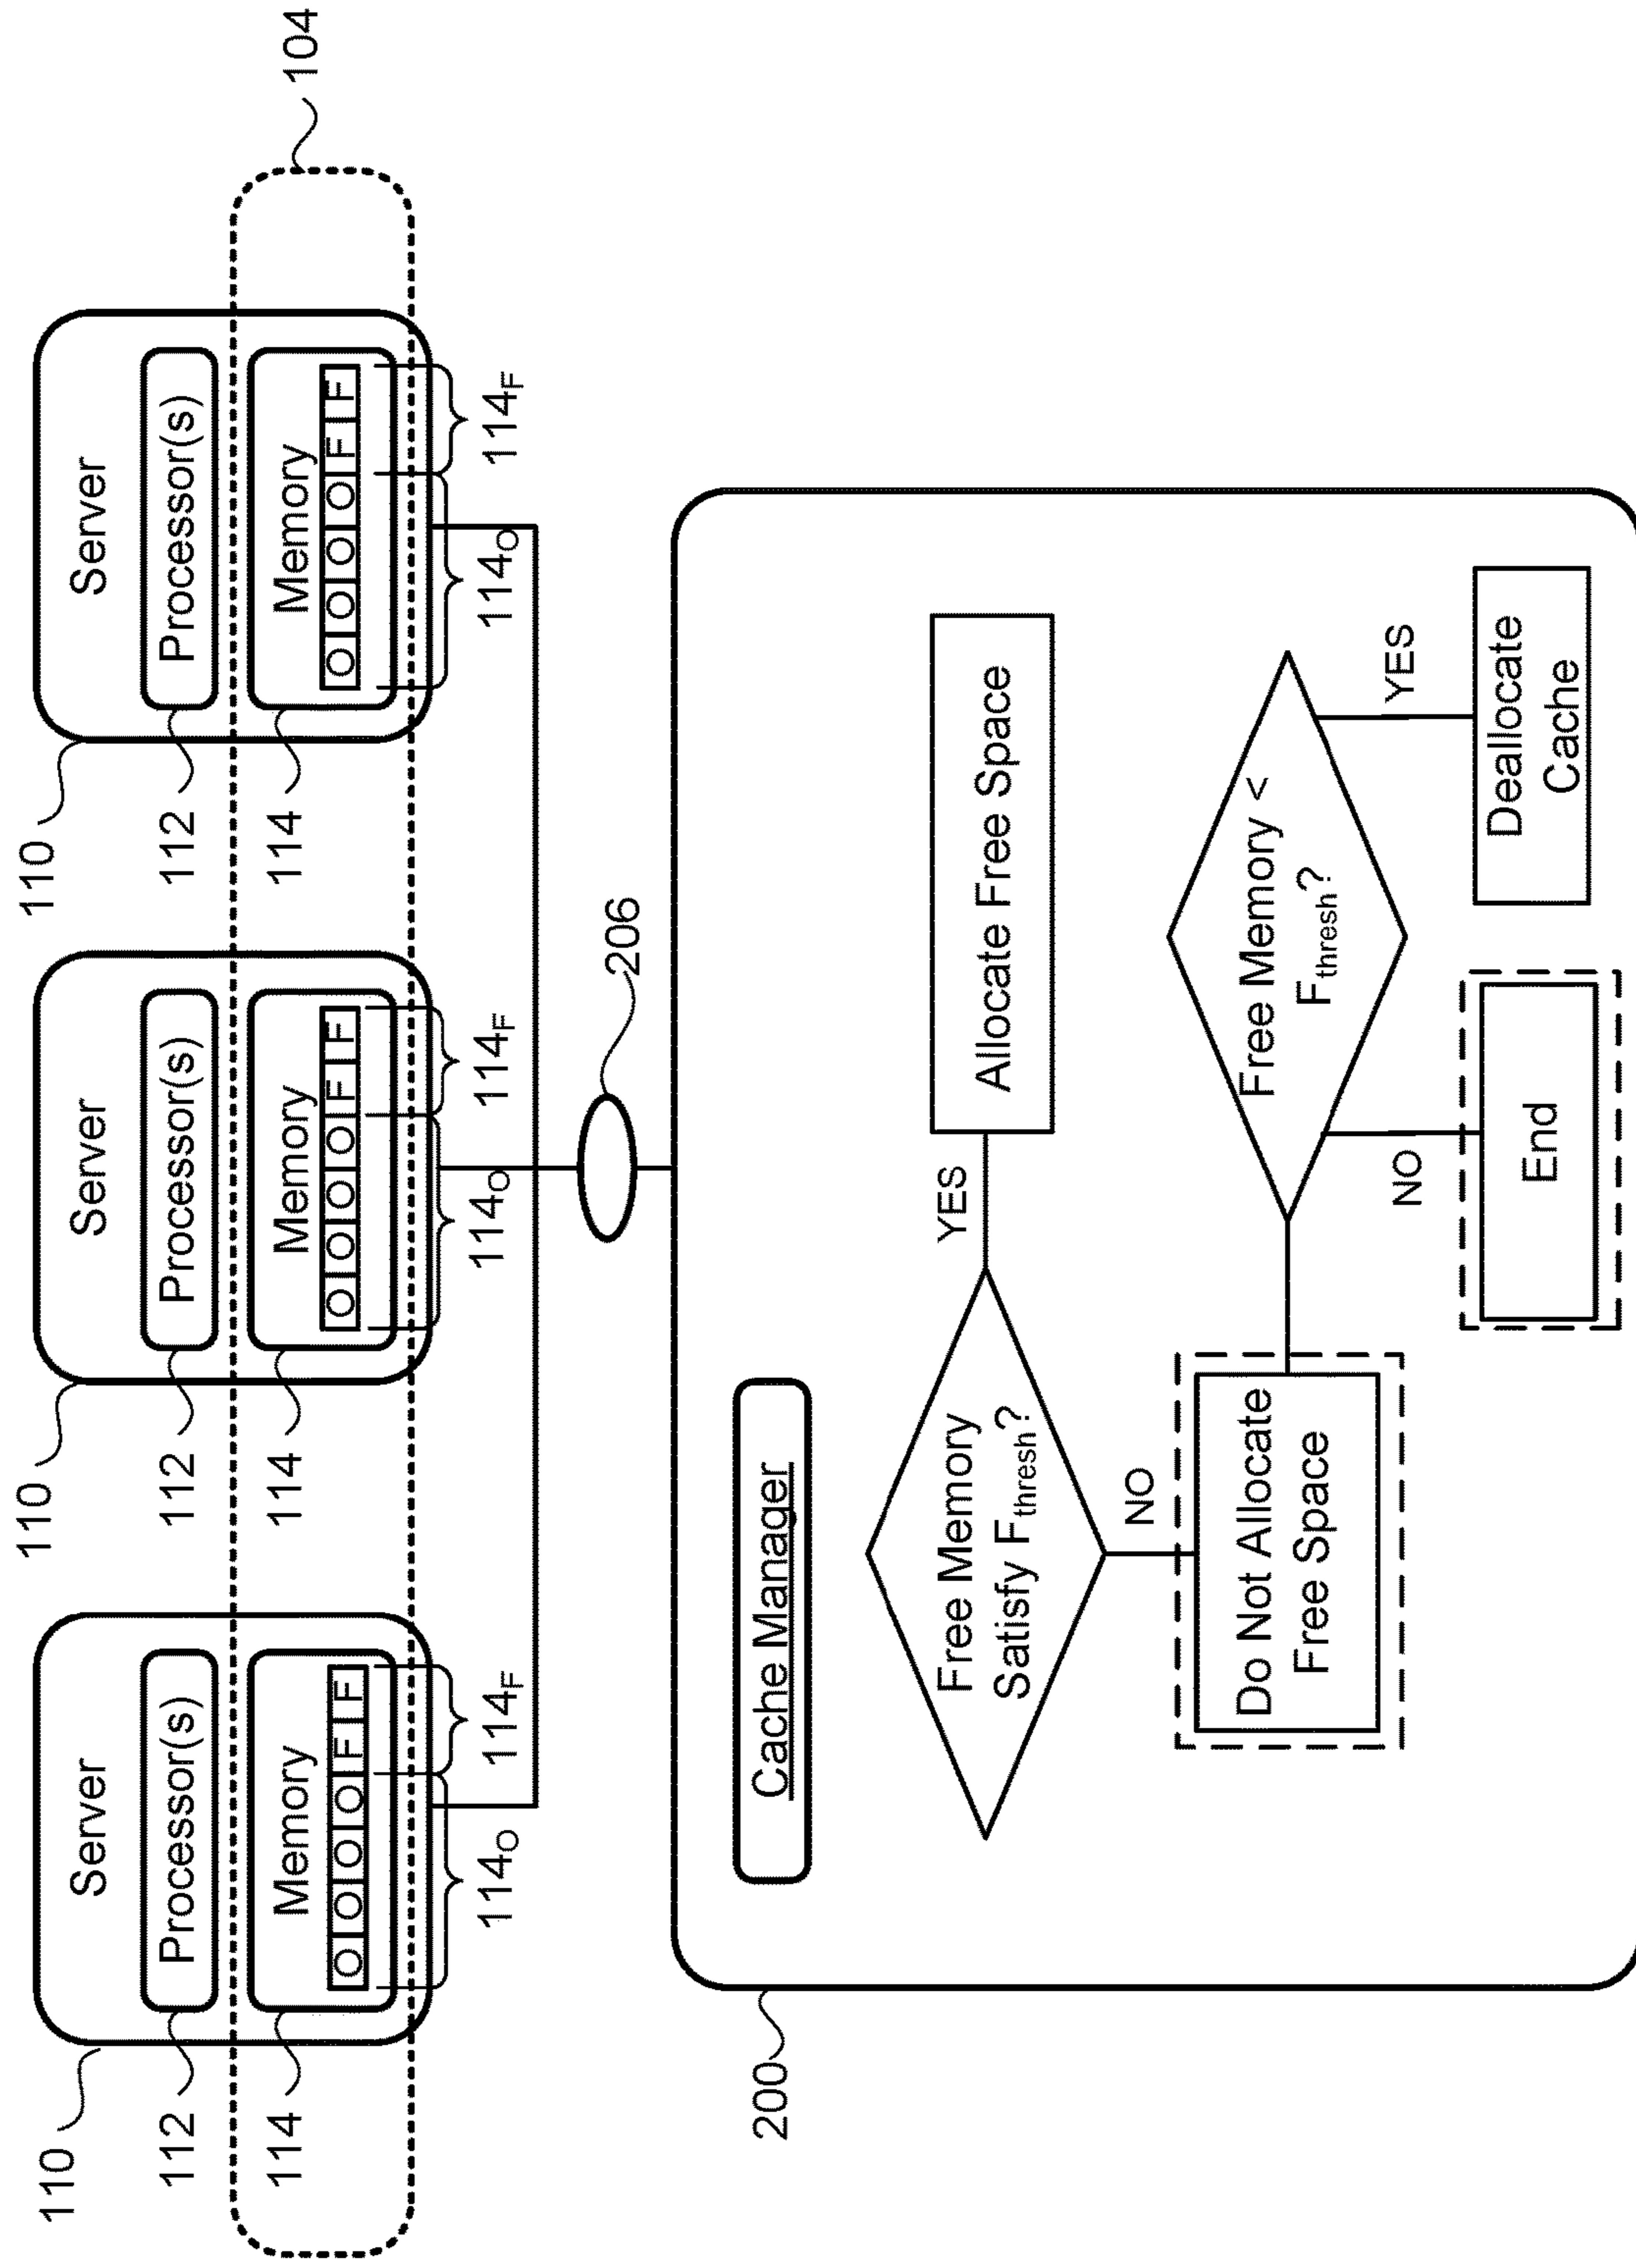 110
Server
112
Processor(s)
114
Memory
O O O O F F
114O
114F
110
Server
112
Processor(s)
114
Memory
O O O O F F
114O
114F
110
Server
112
Processor(s)
114
Memory
O O O O F F
114O
114F
104
206
200
Cache Manager
Free Memory
Satisfy Fthresh?
YES
Allocate Free Space
NO
Do Not Allocate
Free Space
Free Memory <
Fthresh?
NO
End
YES
Deallocate
Cache